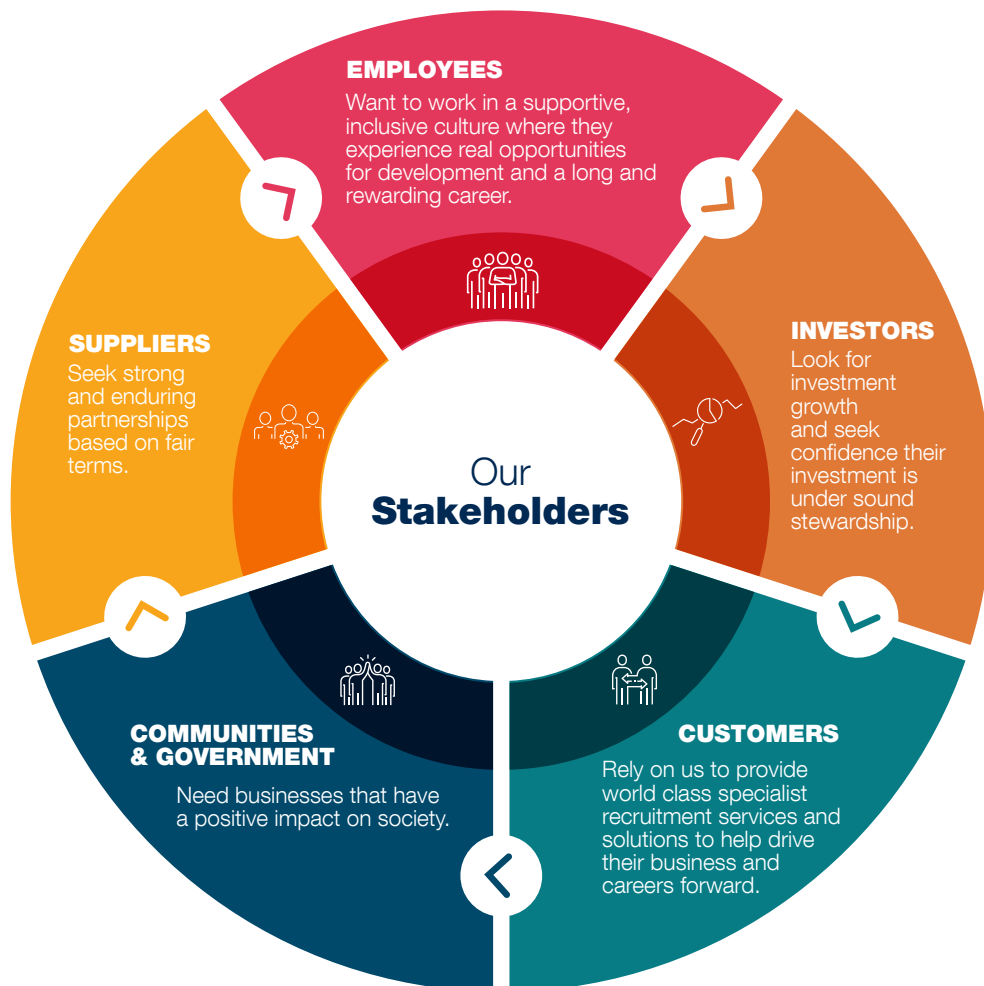 EMPLOYEES
Want to work in a supportive,
inclusive culture where they
experience real opportunities
for development and a long and
rewarding career.
INVESTORS
Look for
investment
growth
and seek
confidence their
investment is
under sound
stewardship.
CUSTOMERS
Rely on us to provide
world class specialist
recruitment services and
solutions to help drive
their business and
careers forward.
COMMUNITIES
& GOVERNMENT
Need businesses that have
a positive impact on society.
SUPPLIERS
Seek strong
and enduring
partnerships
based on fair
terms.
Our
Stakeholders